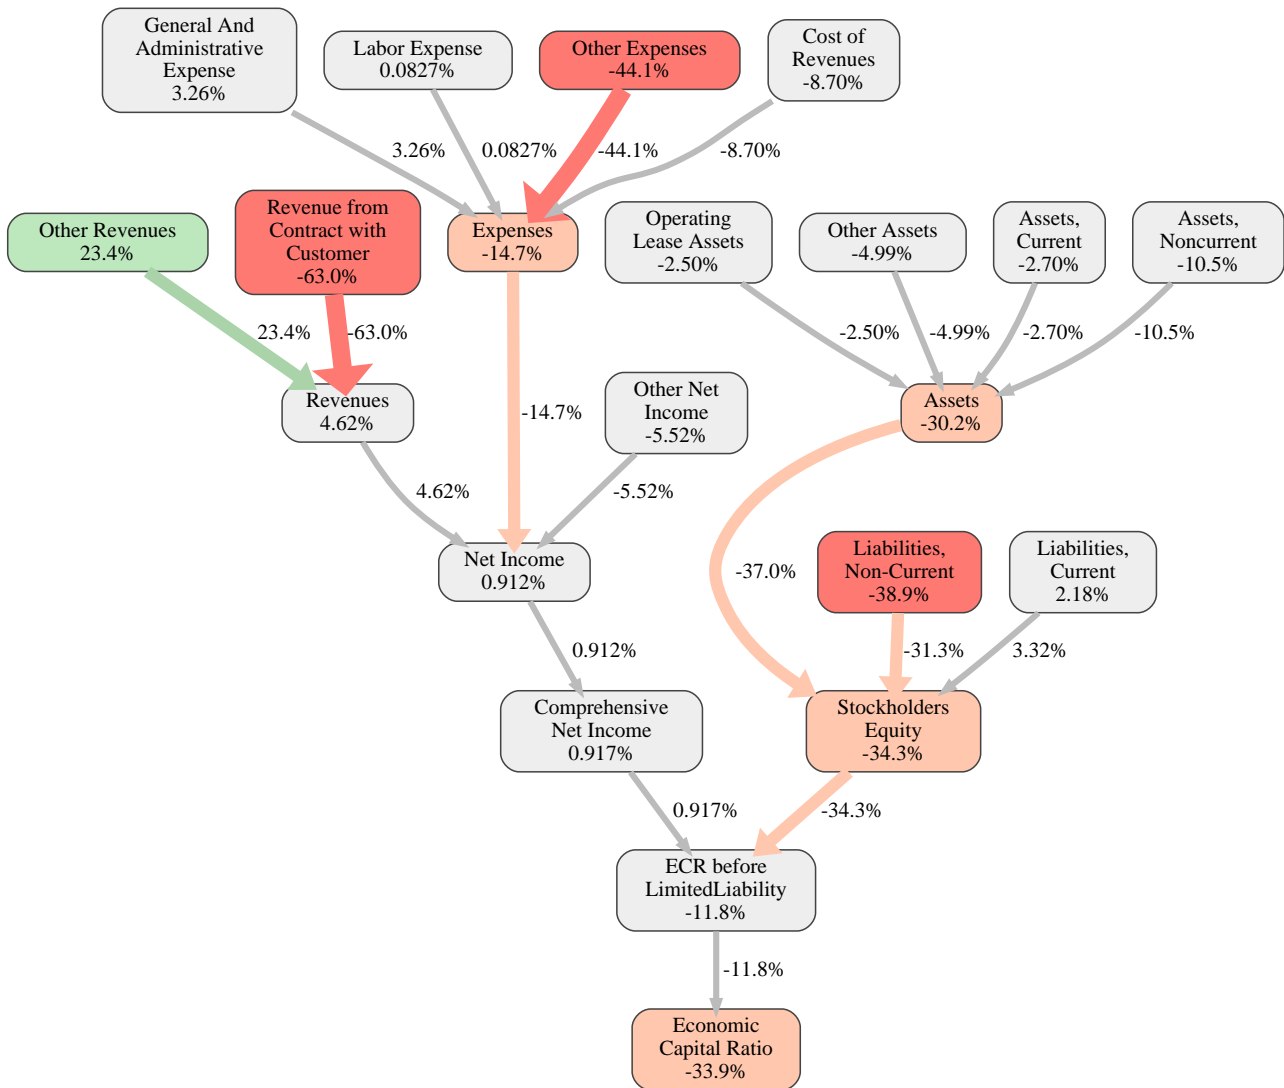 General And
Administrative
Expense
3.26%
Labor Expense
0.0827%
Other Expenses
-44.1%
Cost of
Revenues
-8.70%
3.26%
0.0827%
-44.1%
-8.70%
Other Revenues
23.4%
Revenue from
Contract with
Customer
-63.0%
Expenses
-14.7%
Operating
Lease Assets
-2.50%
Other Assets
-4.99%
Assets,
Current
-2.70%
Assets,
Noncurrent
-10.5%
23.4%
-63.0%
-2.50%
-4.99%
-2.70%
-10.5%
Revenues
4.62%
-14.7%
Other Net
Income
-5.52%
Assets
-30.2%
4.62%
-5.52%
Net Income
0.912%
-37.0%
Liabilities,
Non-Current
-38.9%
Liabilities,
Current
2.18%
0.912%
-31.3%
3.32%
Comprehensive
Net Income
0.917%
Stockholders
Equity
-34.3%
0.917%
-34.3%
ECR before
LimitedLiability
-11.8%
-11.8%
Economic
Capital Ratio
-33.9%